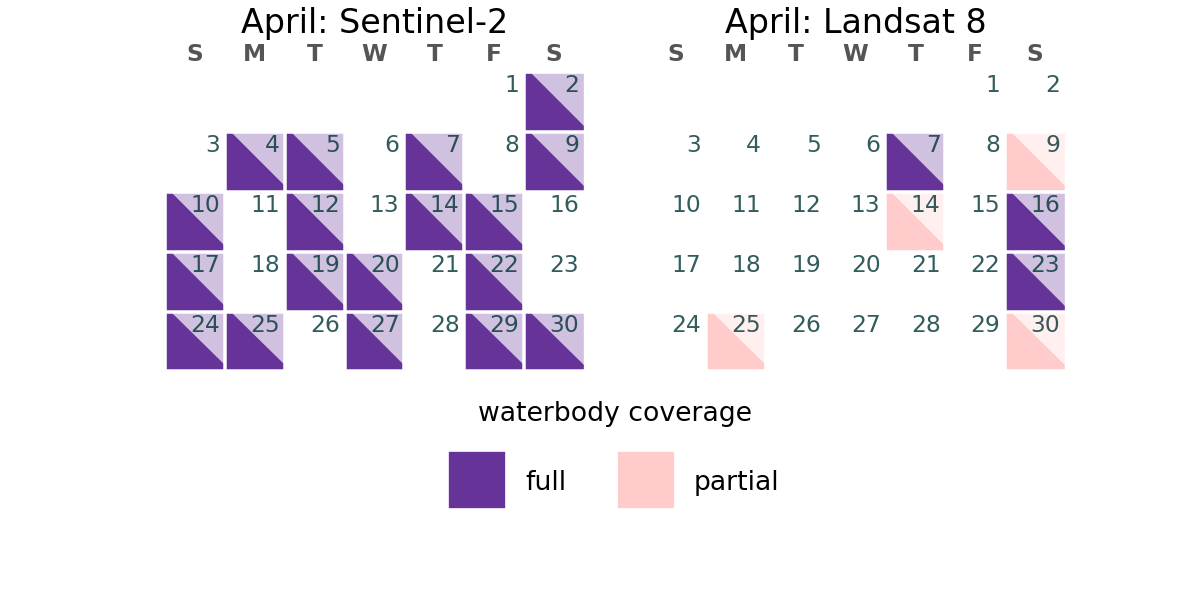 April: Sentinel-2
S M T W T F S
1 2
3 4 5 6 7 8 9
10 11 12 13 14 15 16
17 18 19 20 21 22 23
24 25 26 27 28 29 30
April: Landsat 8
S M T W T F S
1 2
3 4 5 6 7 8 9
10 11 12 13 14 15 16
17 18 19 20 21 22 23
24 25 26 27 28 29 30
waterbody coverage
full partial